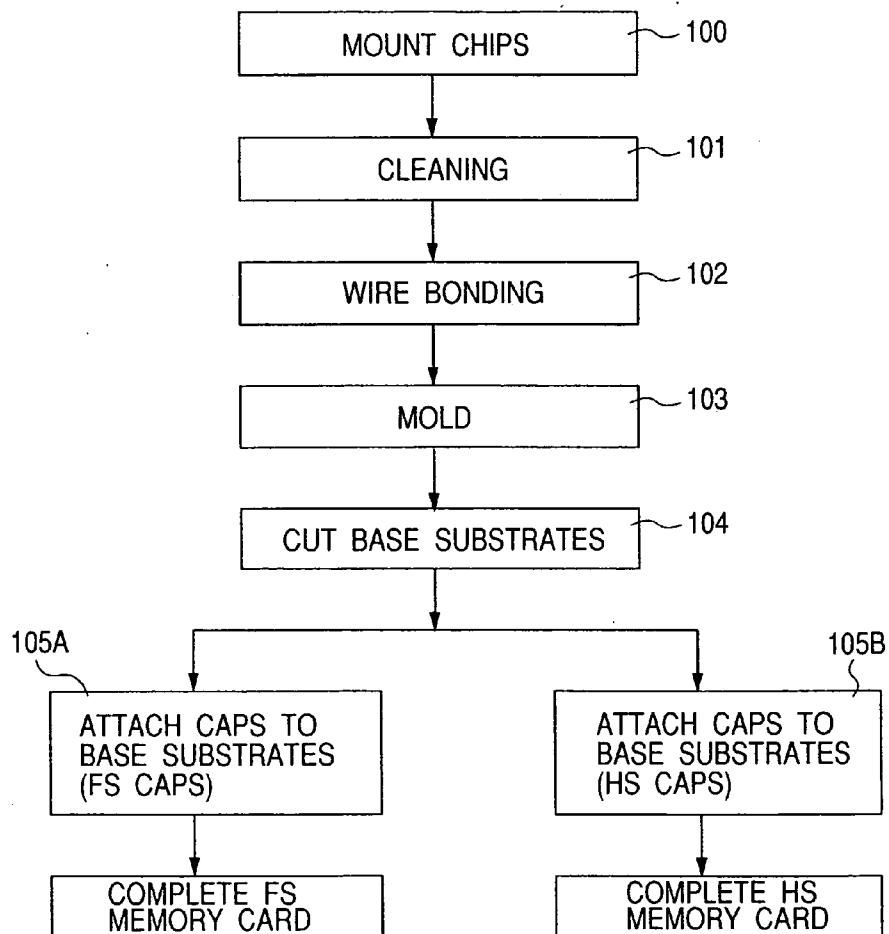 MOUNT CHIPS
100
CLEANING
101
WIRE BONDING
102
MOLD
103
CUT BASE SUBSTRATES
104
105A
ATTACH CAPS TO
BASE SUBSTRATES
(FS CAPS)
COMPLETE FS
MEMORY CARD
105B
ATTACH CAPS TO
BASE SUBSTRATES
(HS CAPS)
COMPLETE HS
MEMORY CARD